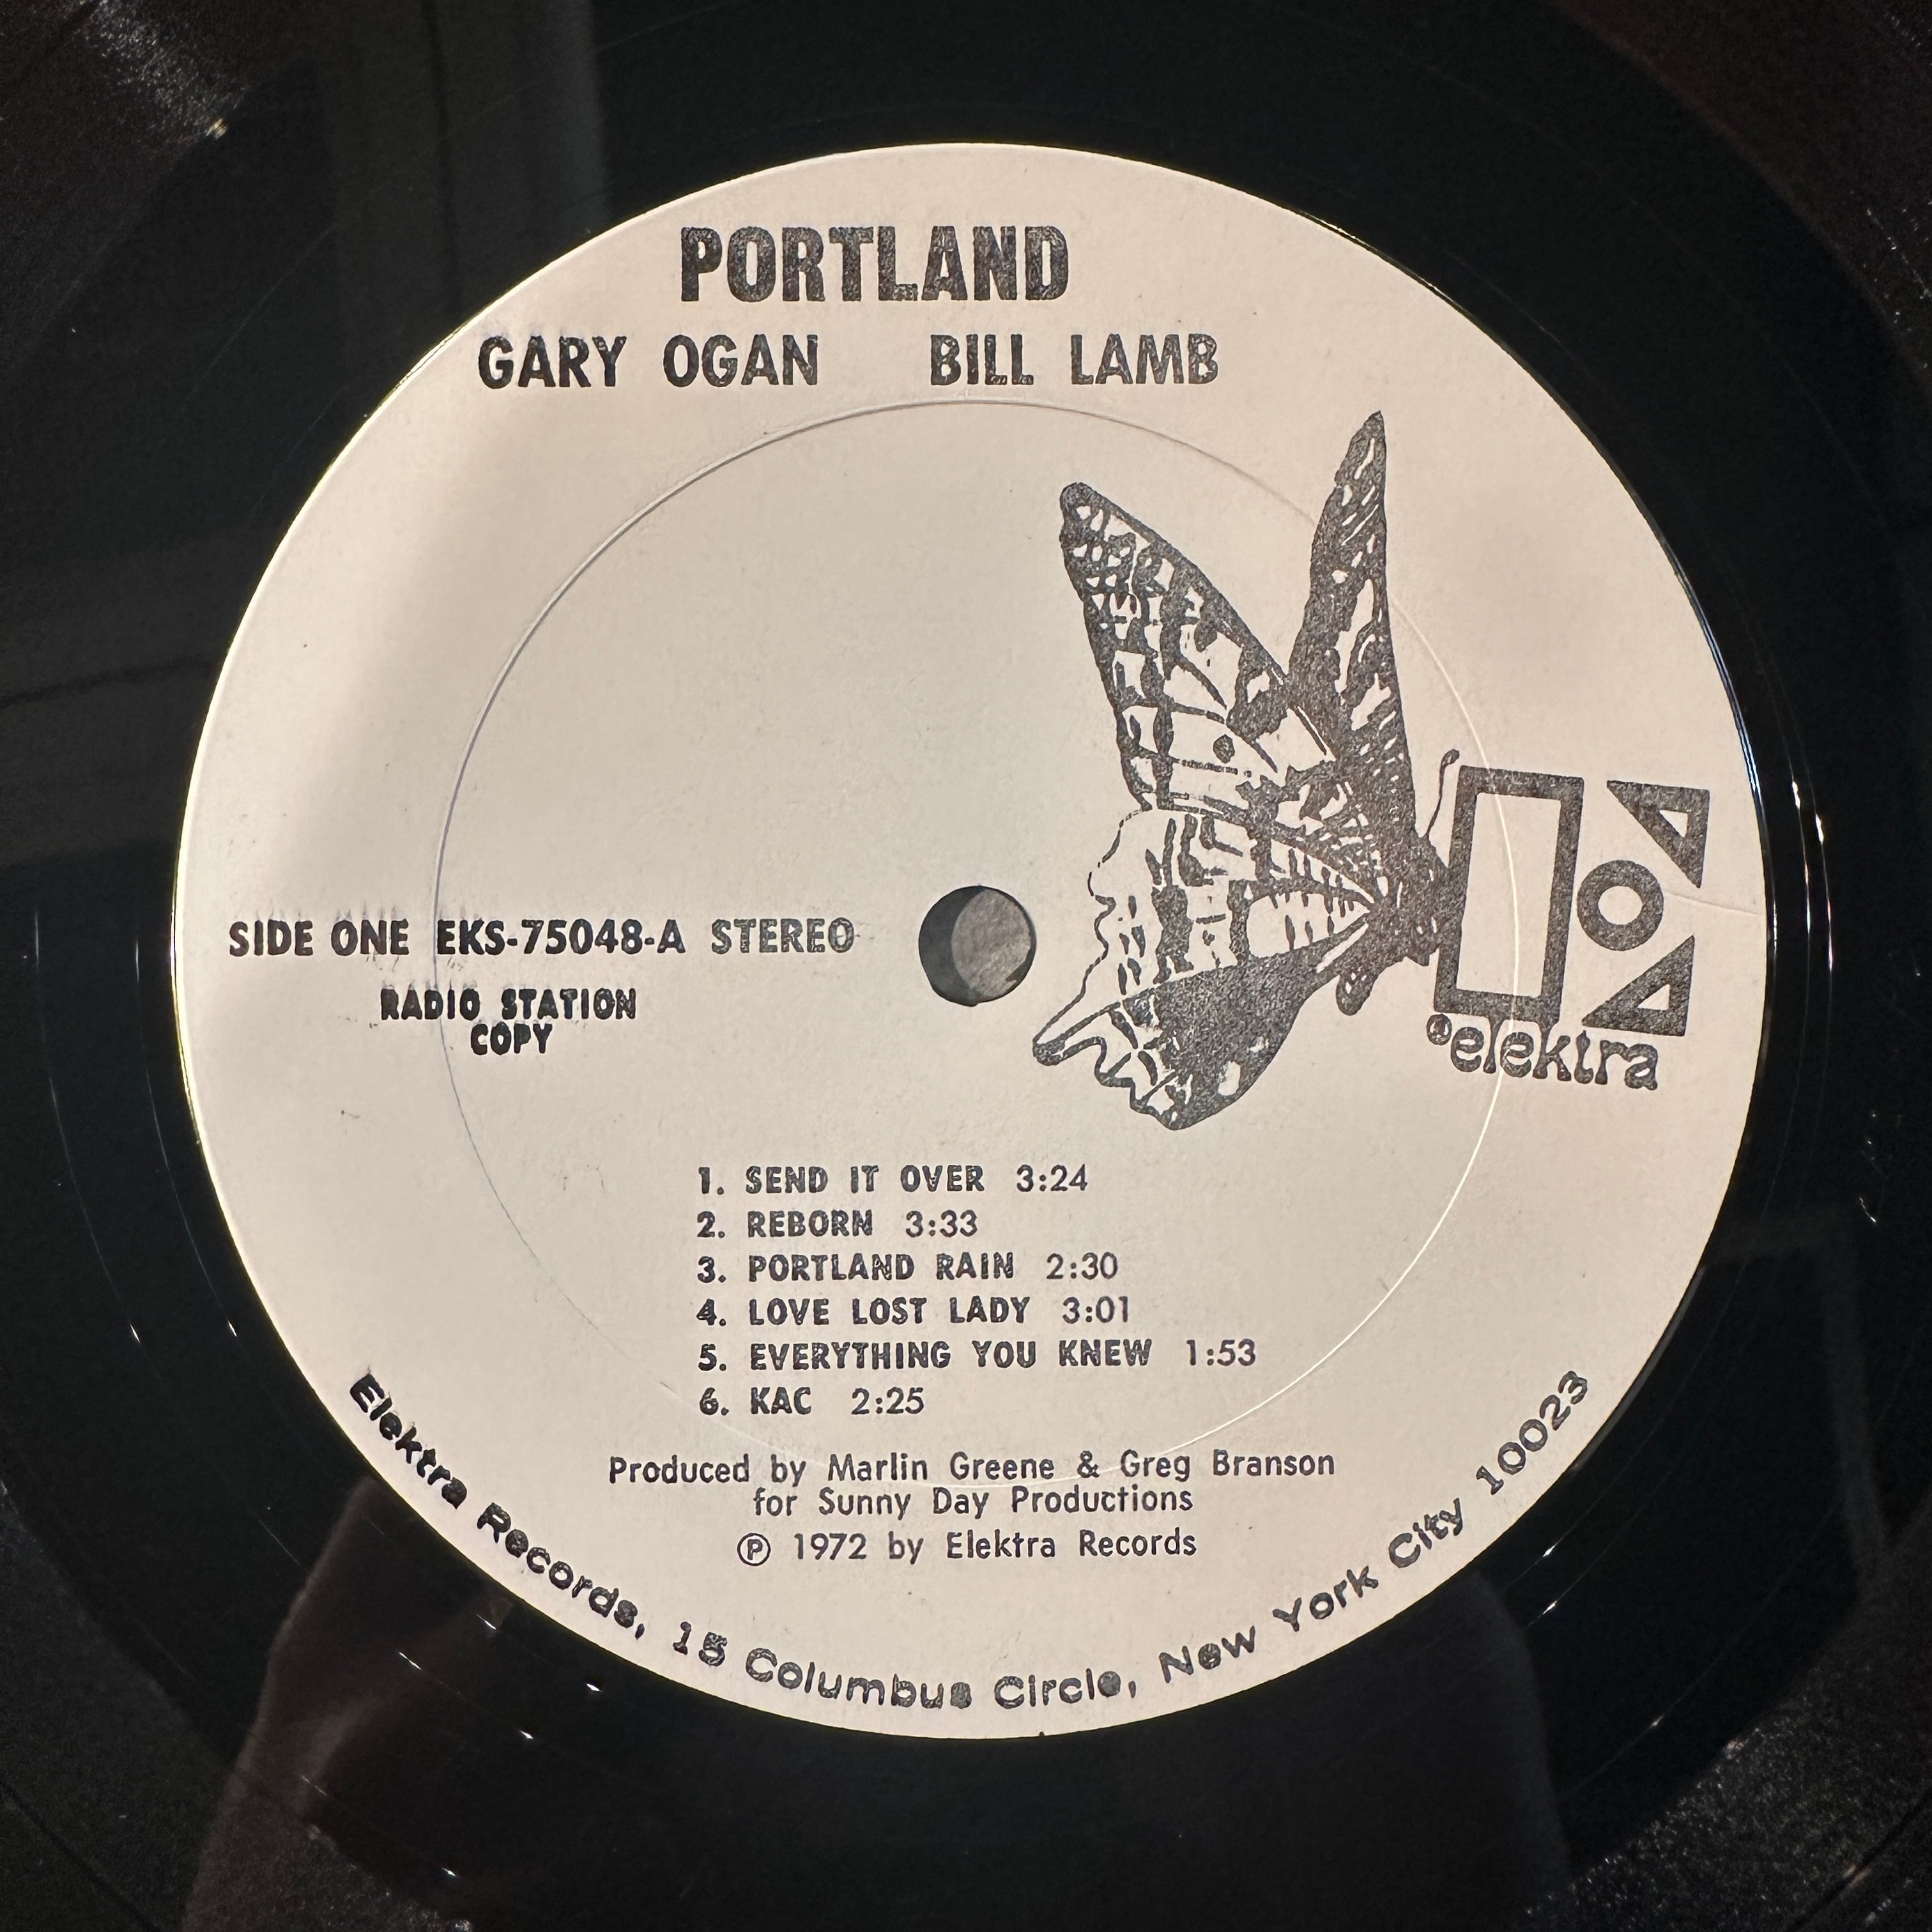 PORTLAND
GARY OGAN BILL LAMB
SIDE ONE EKS-75048-A STEREO
RADIO STATION
COPY
elektra
1. SEND IT OVER 3:24
2. REBORN 3:33
3. PORTLAND RAIN 2:30
4. LOVE LOST LADY 3:01
5. EVERYTHING YOU KNEW 1:53
6. KAC 2:25
Produced by Marlin Greene & Greg Branson
for Sunny Day Productions
℗ 1972 by Elektra Records
Elektra Records, 15 Columbus Circle, New York City 10023